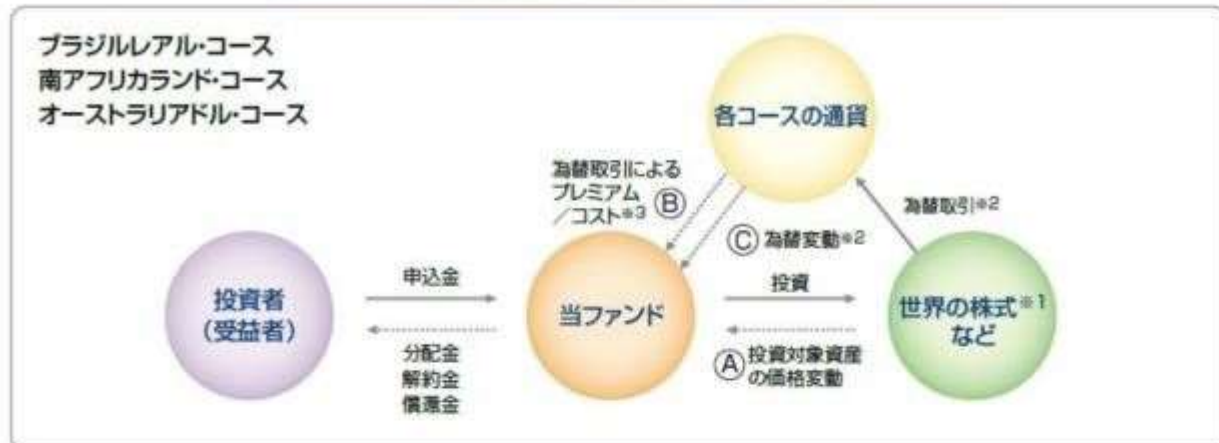 ブラジルレアル・コース
南アフリカランド・コース
オーストラリアドル・コース
各コースの通貨
為替取引による
プレミアム
／コスト※3 Ⓑ
為替取引※2
Ⓒ 為替変動※2
投資者
（受益者）
申込金
分配金
解約金
償還金
当ファンド
投資
Ⓐ 投資対象資産
の価格変動
世界の株式※1
など